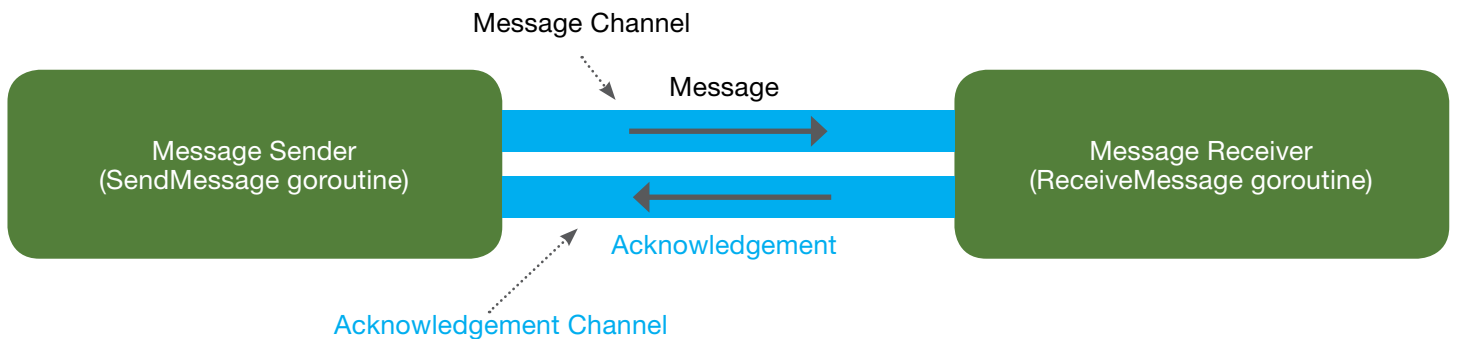 Message Channel
Message
Message Sender
(SendMessage goroutine)
Message Receiver
(ReceiveMessage goroutine)
Acknowledgement
Acknowledgement Channel